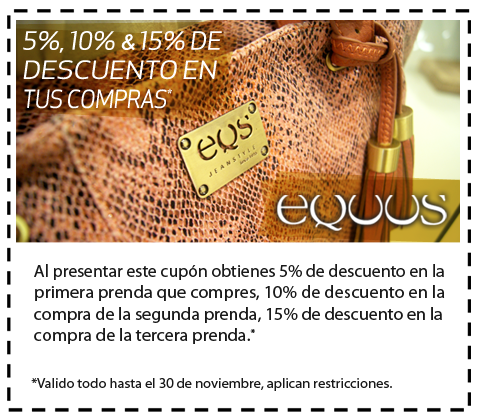 5%, 10% & 15% DE
DESCUENTO EN
TUS COMPRAS*
eqs
JEANSTYLE
equus
Al presentar este cupón obtienes 5% de descuento en la
primera prenda que compres, 10% de descuento en la
compra de la segunda prenda, 15% de descuento en la
compra de la tercera prenda.*
*Valido todo hasta el 30 de noviembre, aplican restricciones.